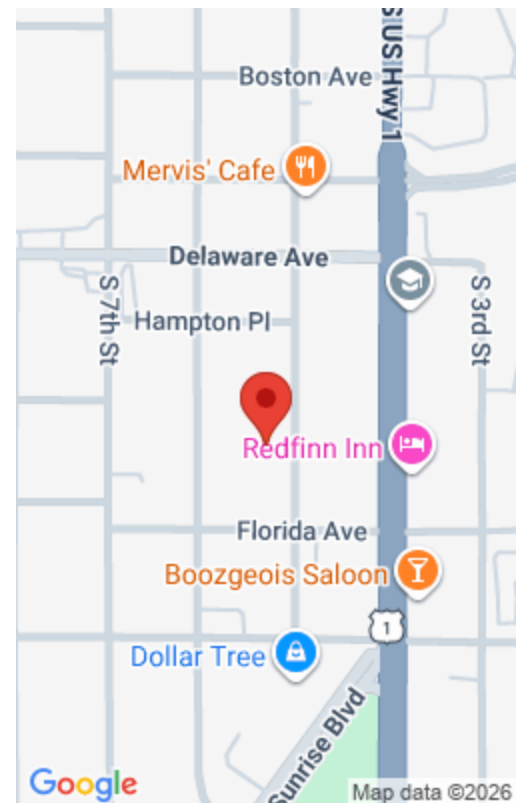 S US Hwy 1
Boston Ave
Mervis' Cafe
Delaware Ave
S 7th St
Hampton Pl
S 3rd St
Redfinn Inn
Florida Ave
Boozgeois Saloon
1
Dollar Tree
Sunrise Blvd
Google
Map data ©2026